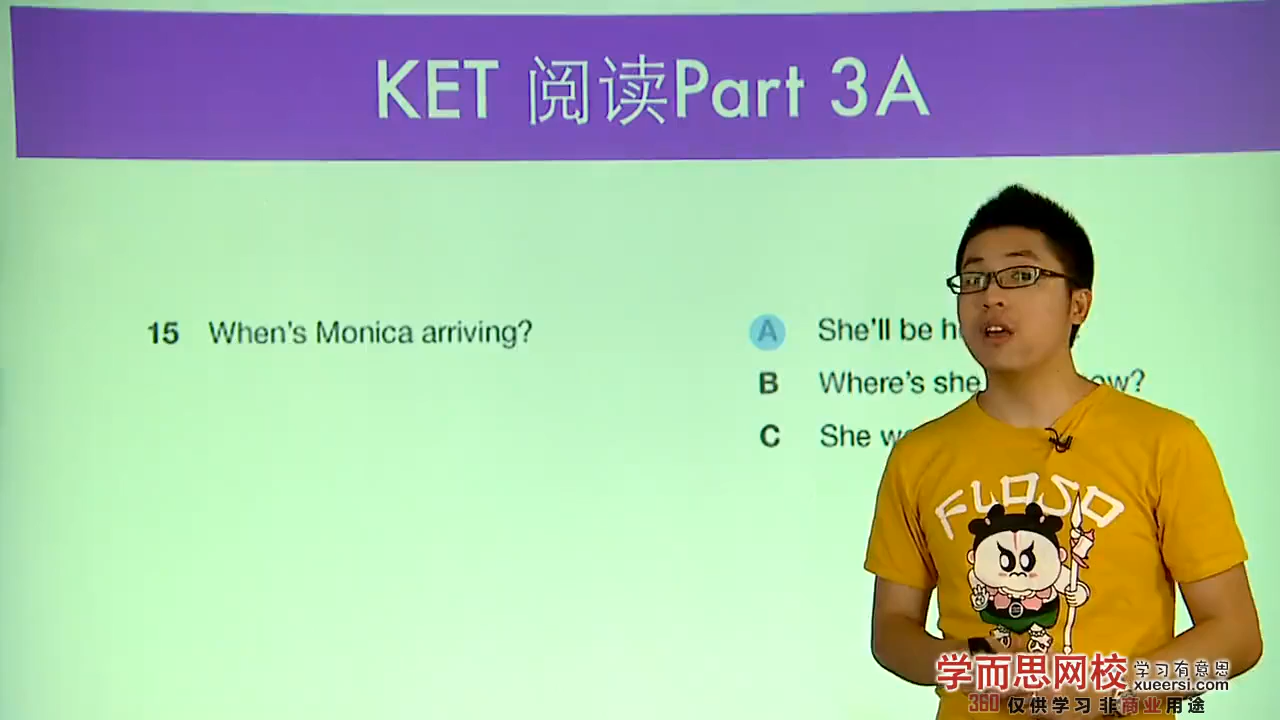 KET 阅读Part 3A
15 When's Monica arriving?
A She'll be
B Where's she now?
C She
FLOSO
学而思网校 学习有意思
xueersi.com
360 仅供学习 非商业用途